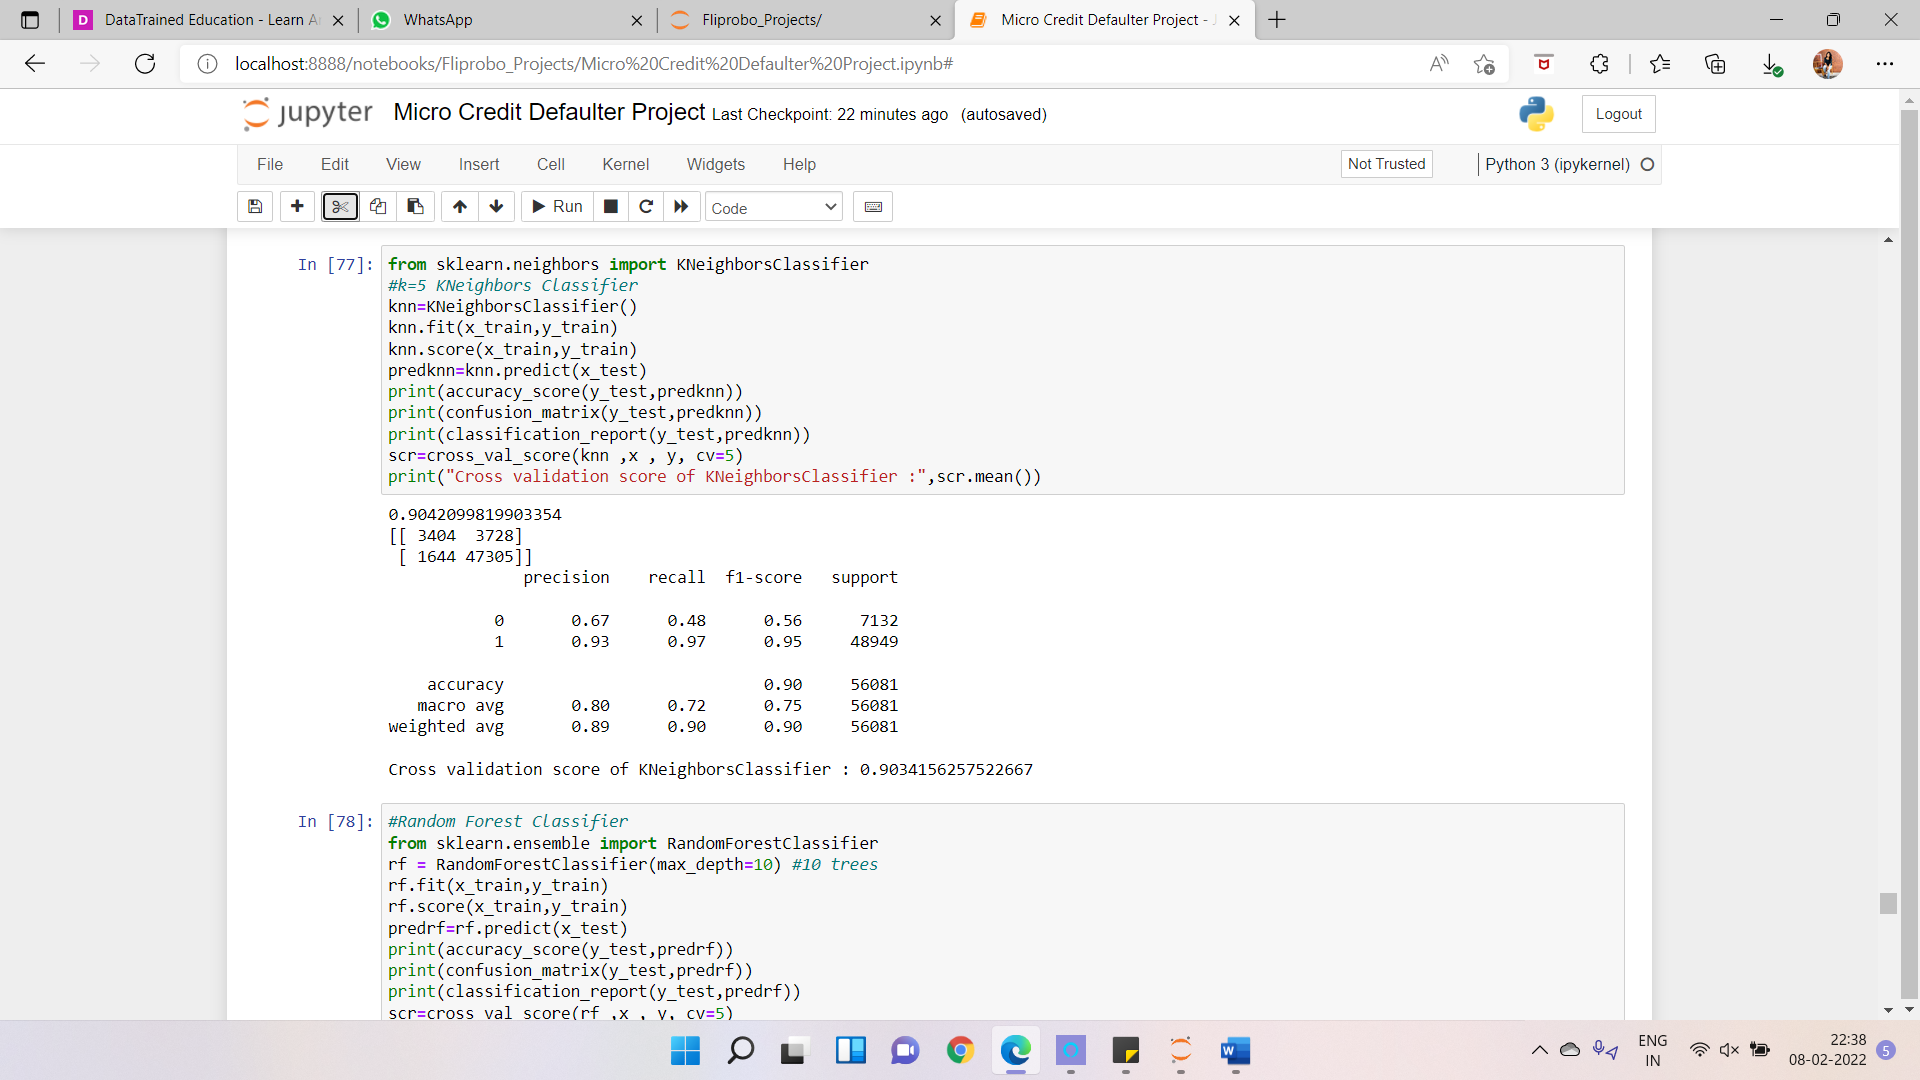 DataTrained Education - Learn A
WhatsApp
Fliprobo_Projects/
Micro Credit Defaulter Project - J
localhost:8888/notebooks/Fliprobo_Projects/Micro%20Credit%20Defaulter%20Project.ipynb#
jupyter Micro Credit Defaulter Project Last Checkpoint: 22 minutes ago (autosaved)
Logout
File Edit View Insert Cell Kernel Widgets Help
Not Trusted
Python 3 (ipykernel)
Run
Code
In [77]: from sklearn.neighbors import KNeighborsClassifier
#k=5 KNeighbors Classifier
knn=KNeighborsClassifier()
knn.fit(x_train,y_train)
knn.score(x_train,y_train)
predknn=knn.predict(x_test)
print(accuracy_score(y_test,predknn))
print(confusion_matrix(y_test,predknn))
print(classification_report(y_test,predknn))
scr=cross_val_score(knn ,x , y, cv=5)
print("Cross validation score of KNeighborsClassifier :",scr.mean())
0.9042099819903354
[[ 3404  3728]
[ 1644 47305]]
precision recall f1-score support
0 0.67 0.48 0.56 7132
1 0.93 0.97 0.95 48949
accuracy 0.90 56081
macro avg 0.80 0.72 0.75 56081
weighted avg 0.89 0.90 0.90 56081
Cross validation score of KNeighborsClassifier : 0.9034156257522667
In [78]: #Random Forest Classifier
from sklearn.ensemble import RandomForestClassifier
rf = RandomForestClassifier(max_depth=10) #10 trees
rf.fit(x_train,y_train)
rf.score(x_train,y_train)
predrf=rf.predict(x_test)
print(accuracy_score(y_test,predrf))
print(confusion_matrix(y_test,predrf))
print(classification_report(y_test,predrf))
scr=cross_val_score(rf ,x , y, cv=5)
ENG
IN
22:38
08-02-2022
5